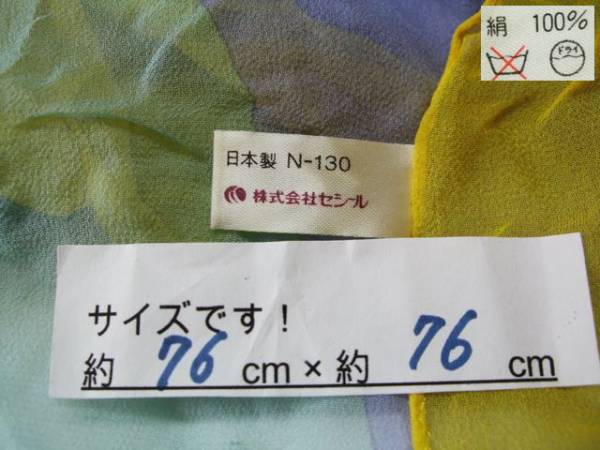 絹 100%
ドライ
日本製 N-130
株式会社セシール
サイズです!
約 76 cm × 約 76 cm